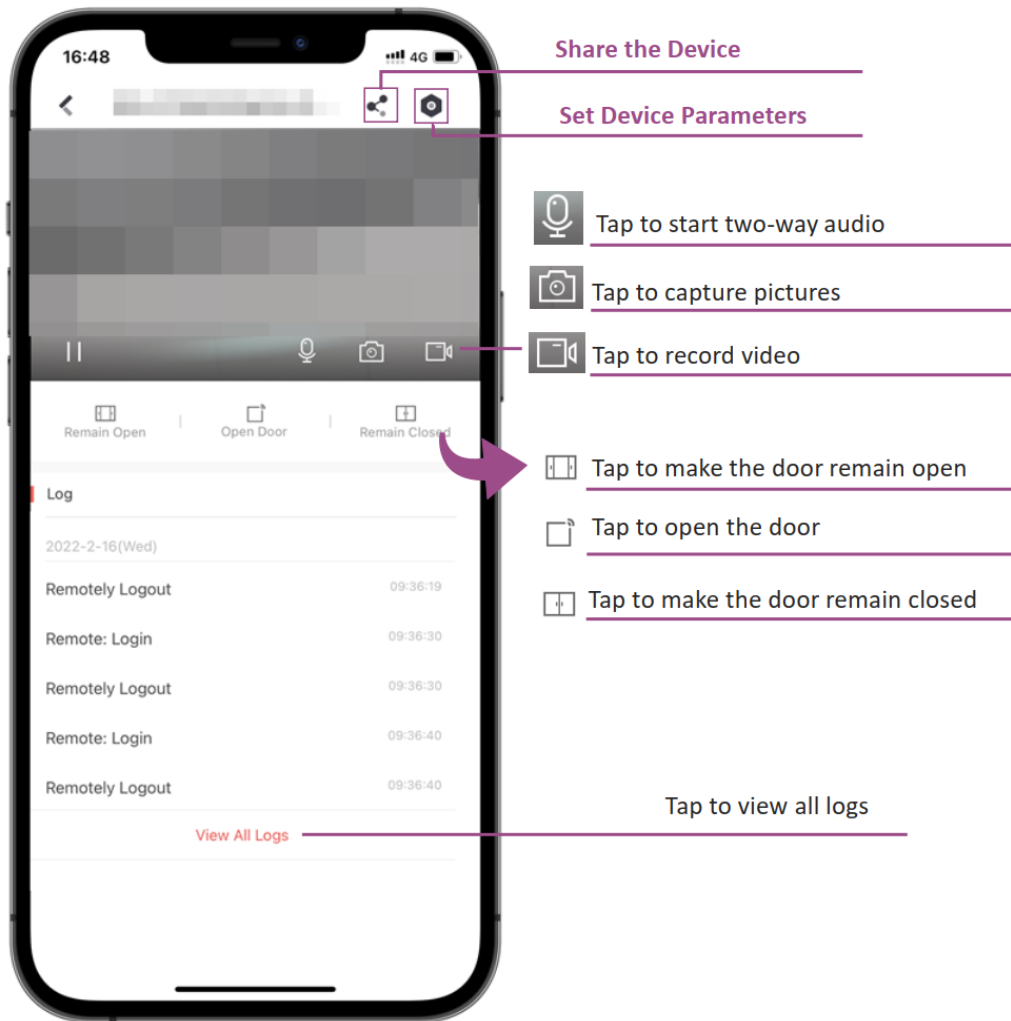 16:48
4G
Share the Device
Set Device Parameters
Tap to start two-way audio
Tap to capture pictures
Tap to record video
Remain Open
Open Door
Remain Closed
Tap to make the door remain open
Log
Tap to open the door
2022-2-16(Wed)
Remotely Logout 09:36:19
Tap to make the door remain closed
Remote: Login 09:36:30
Remotely Logout 09:36:30
Remote: Login 09:36:40
Remotely Logout 09:36:40
Tap to view all logs
View All Logs